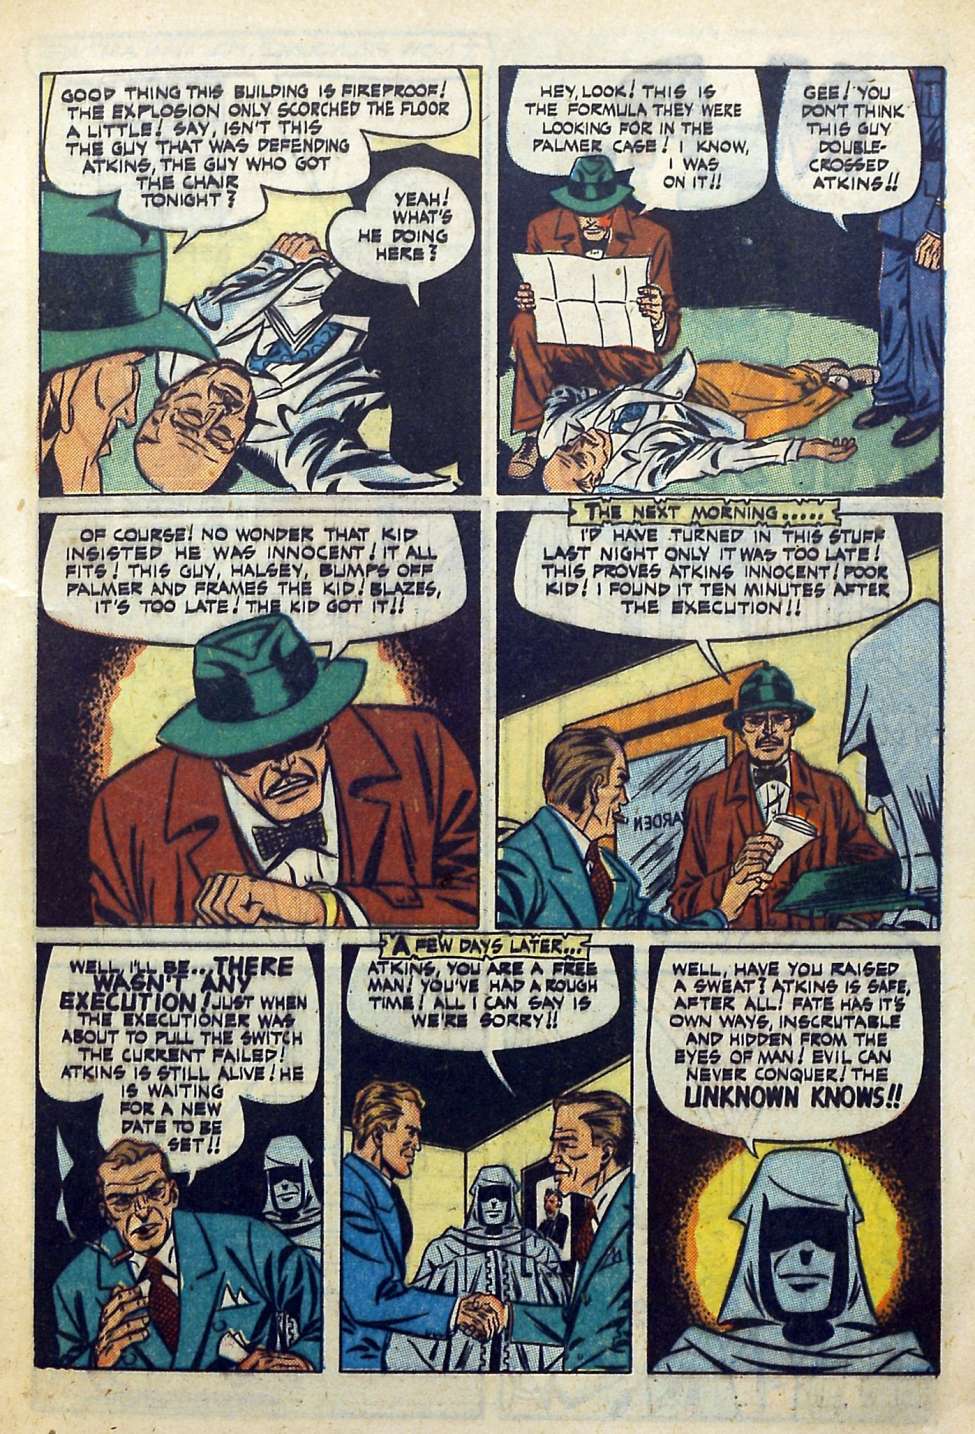 GOOD THING THIS BUILDING IS FIREPROOF!
THE EXPLOSION ONLY SCORCHED THE FLOOR
A LITTLE! SAY, ISN'T THIS
THE GUY THAT WAS DEFENDING
ATKINS, THE GUY WHO GOT
THE CHAIR
TONIGHT?
YEAH!
WHAT'S
HE DOING
HERE?
HEY, LOOK! THIS IS
THE FORMULA THEY WERE
LOOKING FOR IN THE
PALMER CASE! I KNOW,
I WAS
ON IT!!
GEE! YOU
DON'T THINK
THIS GUY
DOUBLE-
CROSSED
ATKINS!!
OF COURSE! NO WONDER THAT KID
INSISTED HE WAS INNOCENT! IT ALL
FITS! THIS GUY, HALSEY, BUMPS OFF
PALMER AND FRAMES THE KID! BLAZES,
IT'S TOO LATE! THE KID GOT IT!!
THE NEXT MORNING.....
I'D HAVE TURNED IN THIS STUFF
LAST NIGHT ONLY IT WAS TOO LATE!
THIS PROVES ATKINS INNOCENT! POOR
KID! I FOUND IT TEN MINUTES AFTER
THE EXECUTION!!
WARDEN
WELL, I'LL BE...THERE
WASN'T ANY
EXECUTION! JUST WHEN
THE EXECUTIONER WAS
ABOUT TO PULL THE SWITCH
THE CURRENT FAILED!
ATKINS IS STILL ALIVE! HE
IS WAITING
FOR A NEW
DATE TO BE
SET!!
A FEW DAYS LATER...
ATKINS, YOU ARE A FREE
MAN! YOU'VE HAD A ROUGH
TIME! ALL I CAN SAY IS
WE'RE SORRY!!
WELL, HAVE YOU RAISED
A SWEAT? ATKINS IS SAFE,
AFTER ALL! FATE HAS IT'S
OWN WAYS, INSCRUTABLE
AND HIDDEN FROM THE
EYES OF MAN! EVIL CAN
NEVER CONQUER! THE
UNKNOWN KNOWS!!